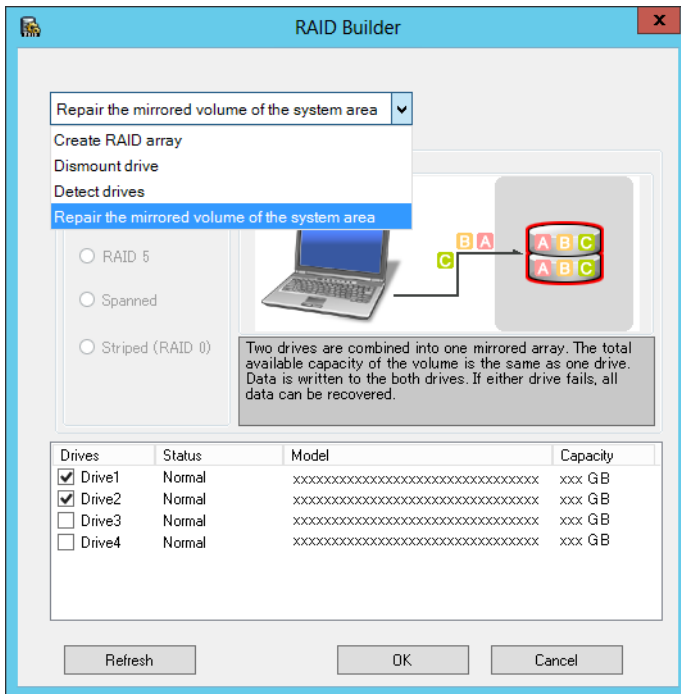 RAID Builder
x
Repair the mirrored volume of the system area
Create RAID array
Dismount drive
Detect drives
Repair the mirrored volume of the system area
RAID 5
Spanned
Striped (RAID 0)
B A
C
A B C
A B C
Two drives are combined into one mirrored array. The total
available capacity of the volume is the same as one drive.
Data is written to the both drives. If either drive fails, all
data can be recovered.
Drives Status Model Capacity
Drive1 Normal xxxxxxxxxxxxxxxxxxxxxxxxxxxxxxxx xxx GB
Drive2 Normal xxxxxxxxxxxxxxxxxxxxxxxxxxxxxxxx xxx GB
Drive3 Normal xxxxxxxxxxxxxxxxxxxxxxxxxxxxxxxx xxx GB
Drive4 Normal xxxxxxxxxxxxxxxxxxxxxxxxxxxxxxxx xxx GB
Refresh OK Cancel